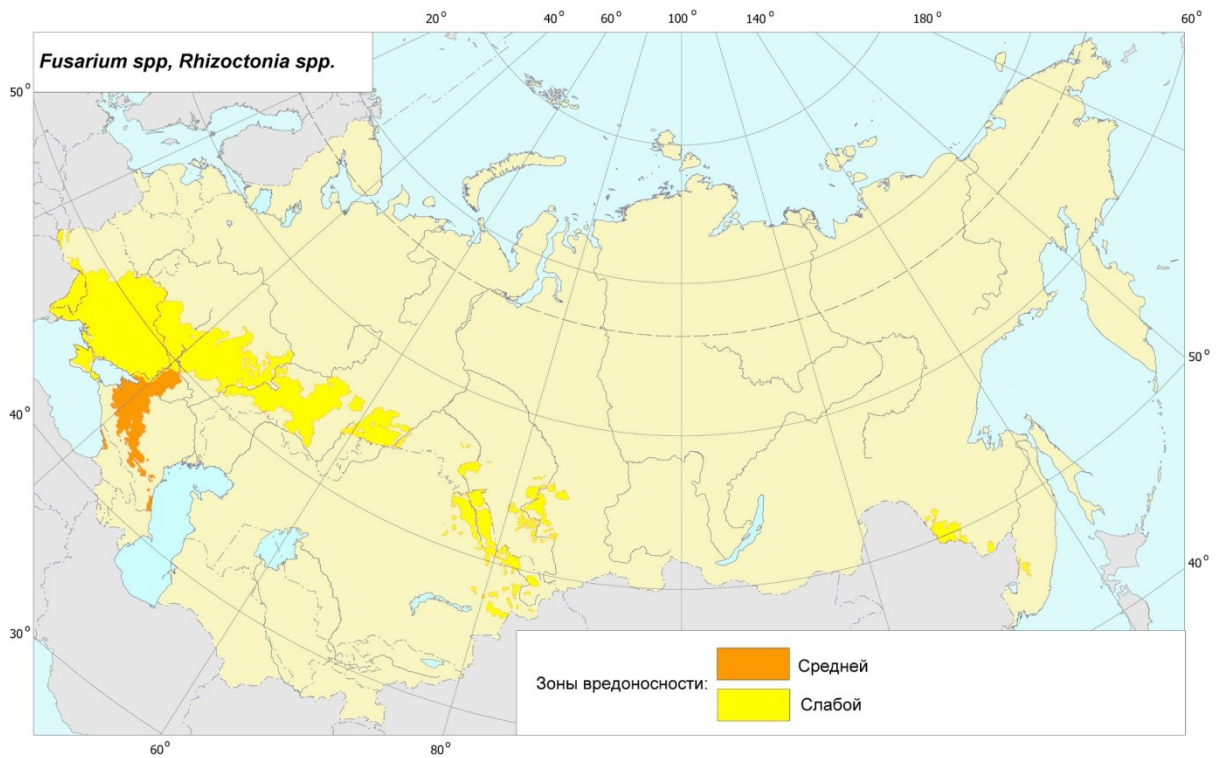 20° 40° 60° 100° 140° 180° 60°
Fusarium spp, Rhizoctonia spp.
50°
50°
40°
40°
30°
Зоны вредоносности:
Средней
Слабой
60° 80°